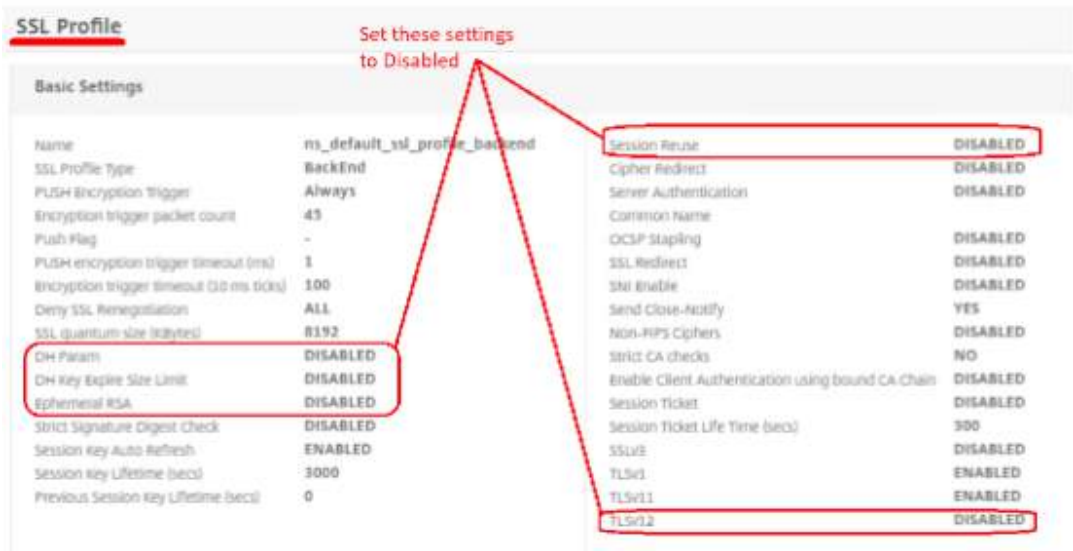 SSL Profile
Set these settings
to Disabled
Basic Settings
Name ns_default_ssl_profile_backend
SSL Profile Type BackEnd
PUSH Encryption Trigger Always
Encryption trigger packet count 45
Push Flag -
PUSH encryption trigger timeout (ms) 1
Encryption trigger timeout (10 ms ticks) 100
Deny SSL Renegotiation ALL
SSL quantum size (KBytes) 8192
DH Param DISABLED
DH Key Expire Size Limit DISABLED
Ephemeral RSA DISABLED
Strict Signature Digest Check DISABLED
Session Key Auto Refresh ENABLED
Session Key Lifetime (secs) 3000
Previous Session Key Lifetime (secs) 0
Session Reuse DISABLED
Cipher Redirect DISABLED
Server Authentication DISABLED
Common Name
OCSP Stapling DISABLED
SSL Redirect DISABLED
SNI Enable DISABLED
Send Close-Notify YES
Non-FIPS Ciphers DISABLED
Strict CA checks NO
Enable Client Authentication using bound CA Chain DISABLED
Session Ticket DISABLED
Session Ticket Life Time (secs) 300
SSLv3 DISABLED
TLSv1 ENABLED
TLSv11 ENABLED
TLSv12 DISABLED